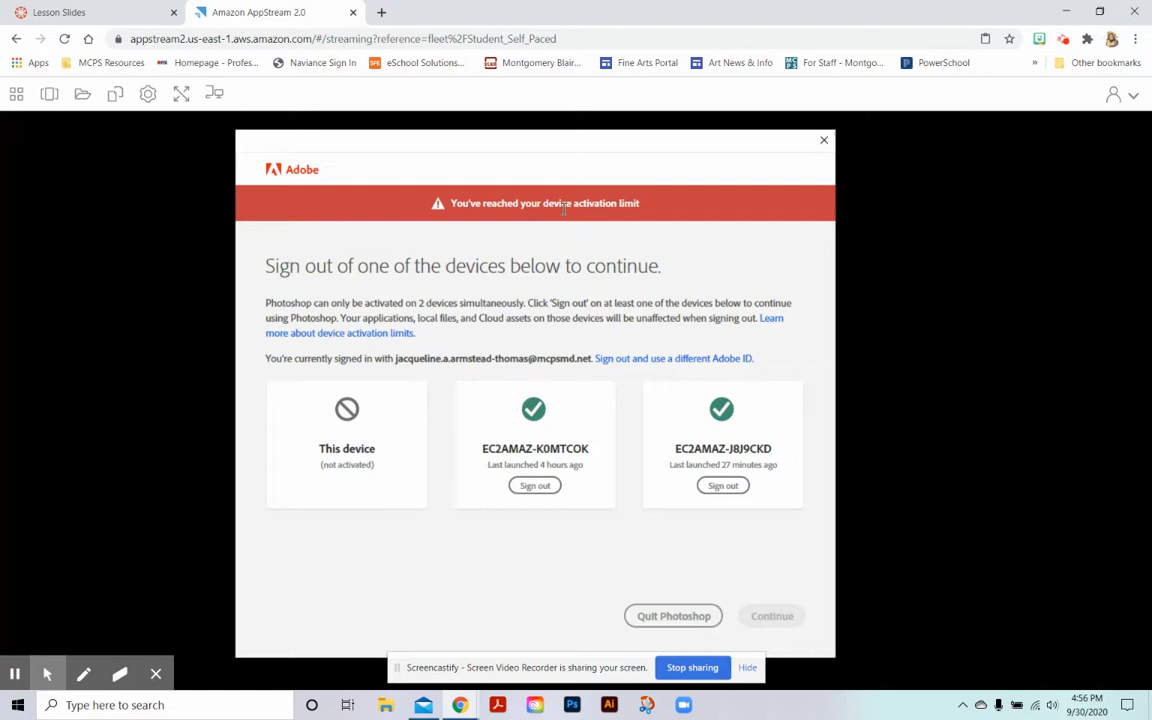 Lesson Slides
Amazon AppStream 2.0
appstream2.us-east-1.aws.amazon.com/#/streaming?reference=fleet%2FStudent_Self_Paced
Apps
MCPS Resources
Homepage - Profes...
Naviance Sign In
eSchool Solutions...
Montgomery Blair...
Fine Arts Portal
Art News & Info
For Staff - Montgo...
PowerSchool
»
Other bookmarks
Adobe
You've reached your device activation limit
Sign out of one of the devices below to continue.
Photoshop can only be activated on 2 devices simultaneously. Click 'Sign out' on at least one of the devices below to continue
using Photoshop. Your applications, local files, and Cloud assets on those devices will be unaffected when signing out. Learn
more about device activation limits.
You're currently signed in with jacqueline.a.armstead-thomas@mcpsmd.net. Sign out and use a different Adobe ID.
This device
(not activated)
EC2AMAZ-K0MTCOK
Last launched 4 hours ago
Sign out
EC2AMAZ-J8J9CKD
Last launched 27 minutes ago
Sign out
Quit Photoshop
Continue
Screencastify - Screen Video Recorder is sharing your screen.
Stop sharing
Hide
Type here to search
Ps
Ai
4:56 PM
9/30/2020